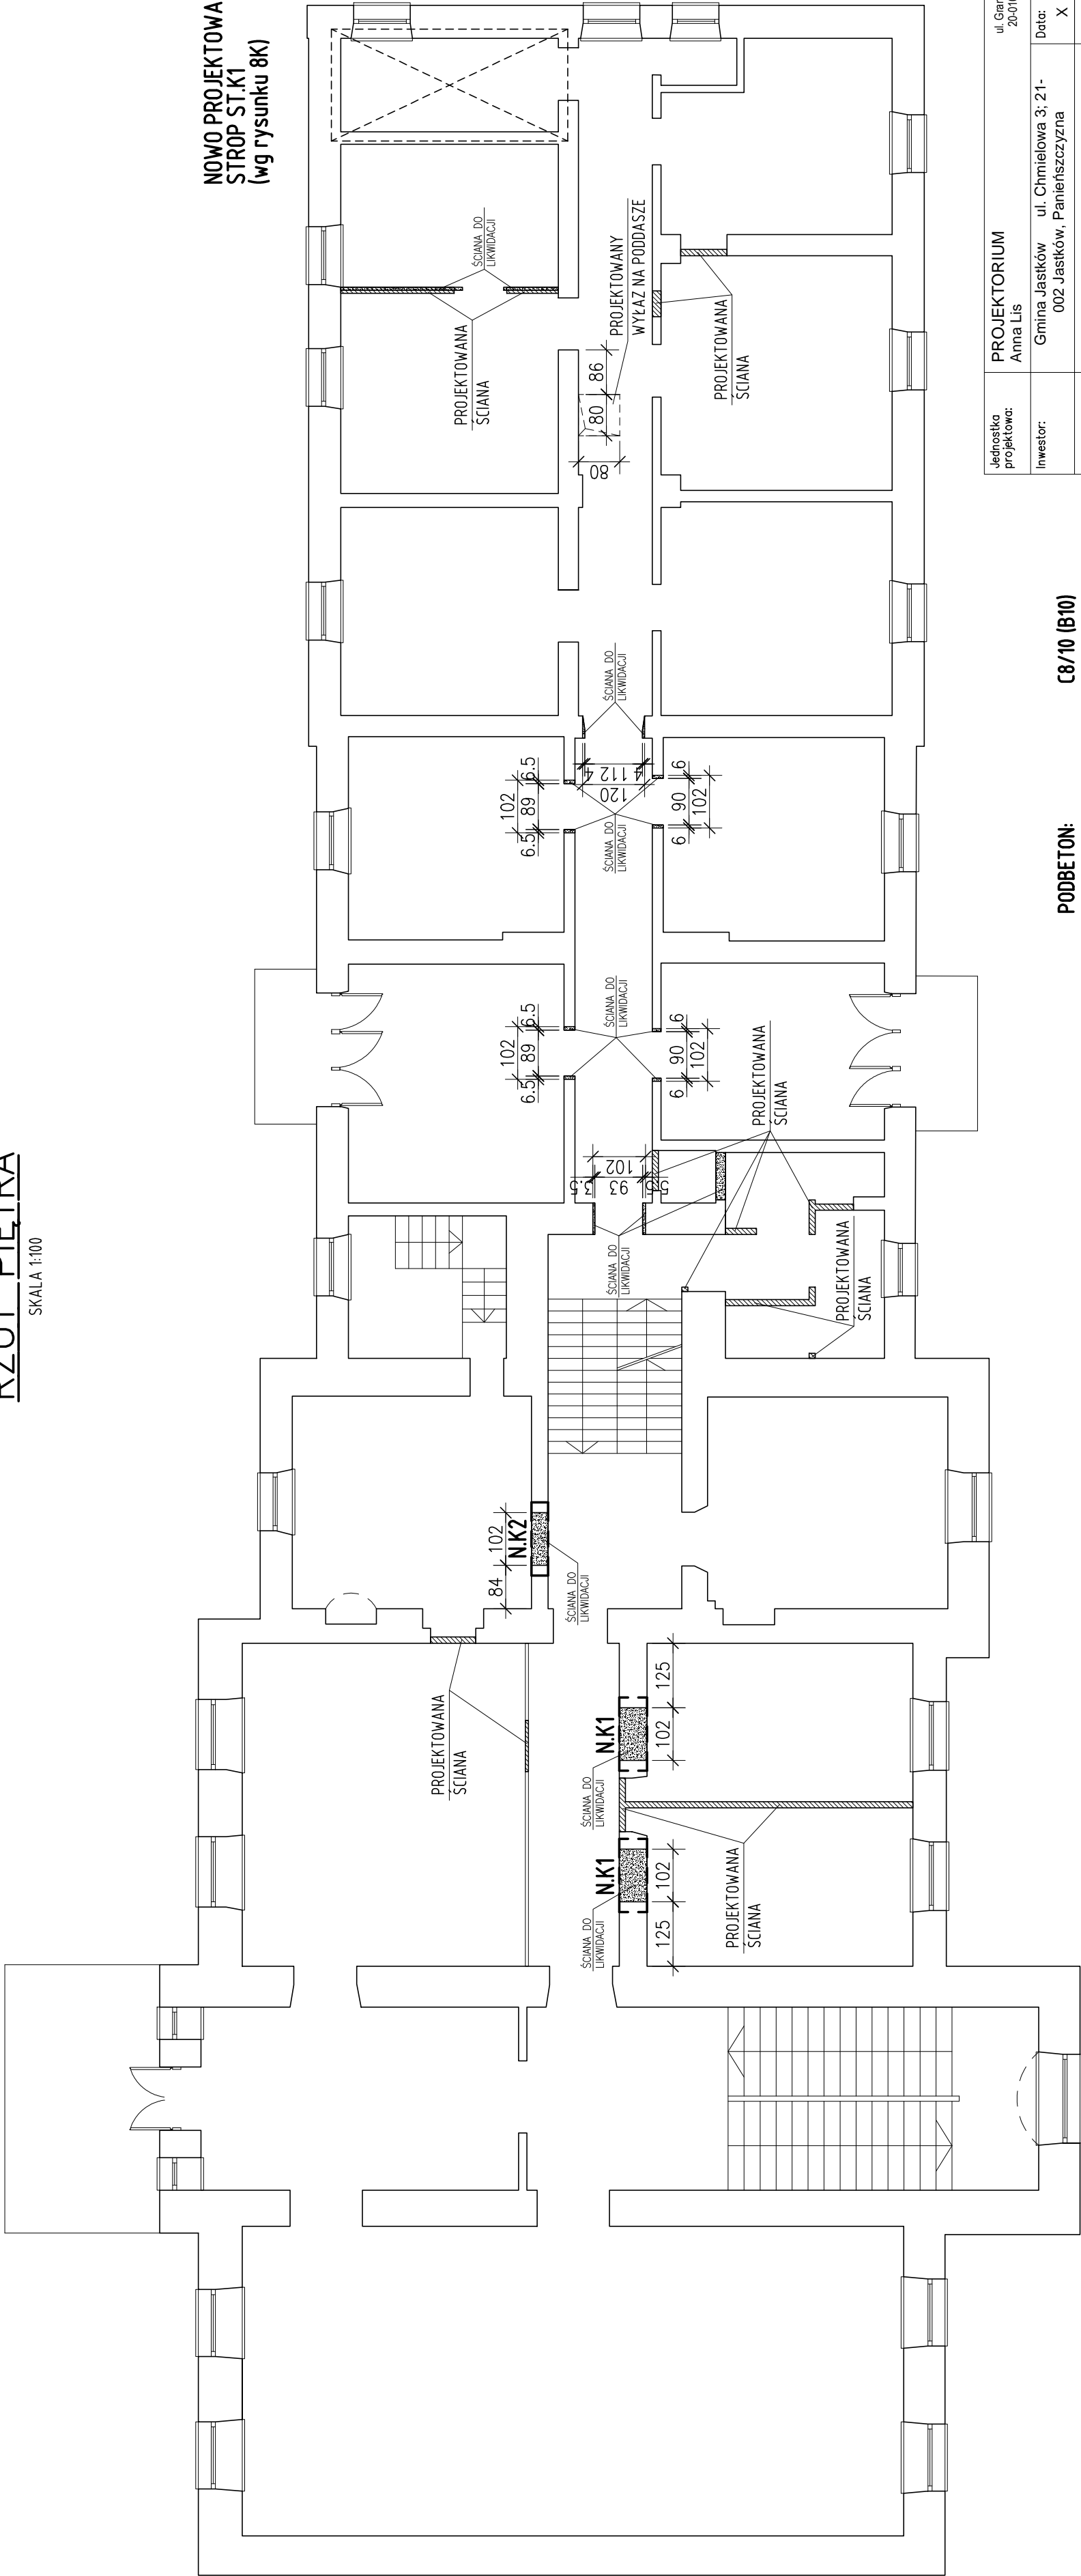 RZUT PIĘTRA
SKALA 1:100
NOWO PROJEKTOWA
STROP ST.K1
(wg rysunku 8K)
ŚCIANA DO
LIKWIDACJI
PROJEKTOWANA
ŚCIANA
PROJEKTOWANY
WYŁAZ NA PODDASZE
86
80
80
PROJEKTOWANA
ŚCIANA
ŚCIANA DO
LIKWIDACJI
4 112 4
120
102
6.5 89 6.5
6 90 6
102
ŚCIANA DO
LIKWIDACJI
102
6.5 89 6.5
ŚCIANA DO
LIKWIDACJI
6 90 6
102
PROJEKTOWANA
ŚCIANA
102
3.5 93 5.5
ŚCIANA DO
LIKWIDACJI
PROJEKTOWANA
ŚCIANA
84 102
N.K2
ŚCIANA DO
LIKWIDACJI
PROJEKTOWANA
ŚCIANA
N.K1
ŚCIANA DO
LIKWIDACJI
102 125
N.K1
ŚCIANA DO
LIKWIDACJI
125 102
PROJEKTOWANA
ŚCIANA
PODBETON: C8/10 (B10)
Jednostka
projektowa:
PROJEKTORIUM
Anna Lis
Inwestor:
Gmina Jastków ul. Chmielowa 3; 21-
002 Jastków, Panieńszczyzna
Data:
X